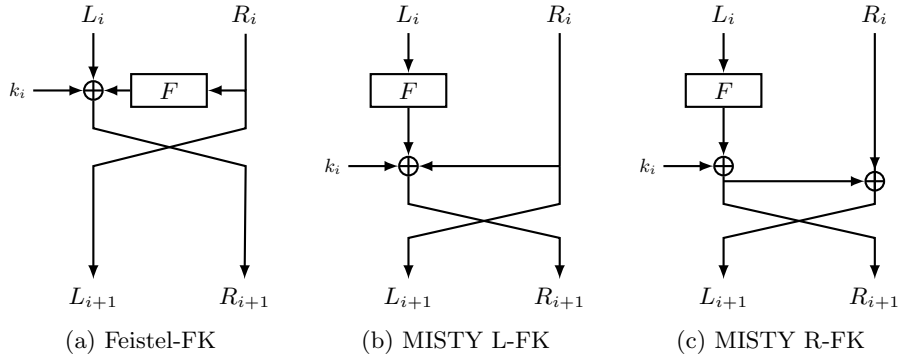 L_i R_i L_i R_i L_i R_i
F F
k_i F
k_i k_i
L_{i+1} R_{i+1} L_{i+1} R_{i+1} L_{i+1} R_{i+1}
(a) Feistel-FK (b) MISTY L-FK (c) MISTY R-FK